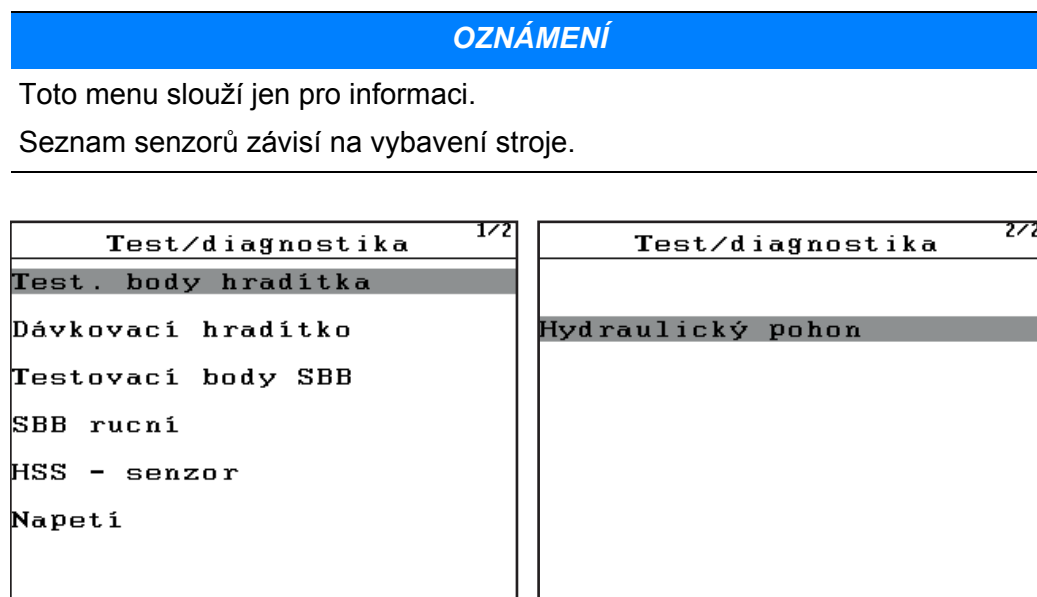 OZNÁMENÍ
Toto menu slouží jen pro informaci.
Seznam senzorů závisí na vybavení stroje.
Test/diagnostika 1/2
Test. body hradítka
Dávkovací hradítko
Testovací body SBB
SBB rucní
HSS - senzor
Napetí
Test/diagnostika 2/2
Hydraulický pohon